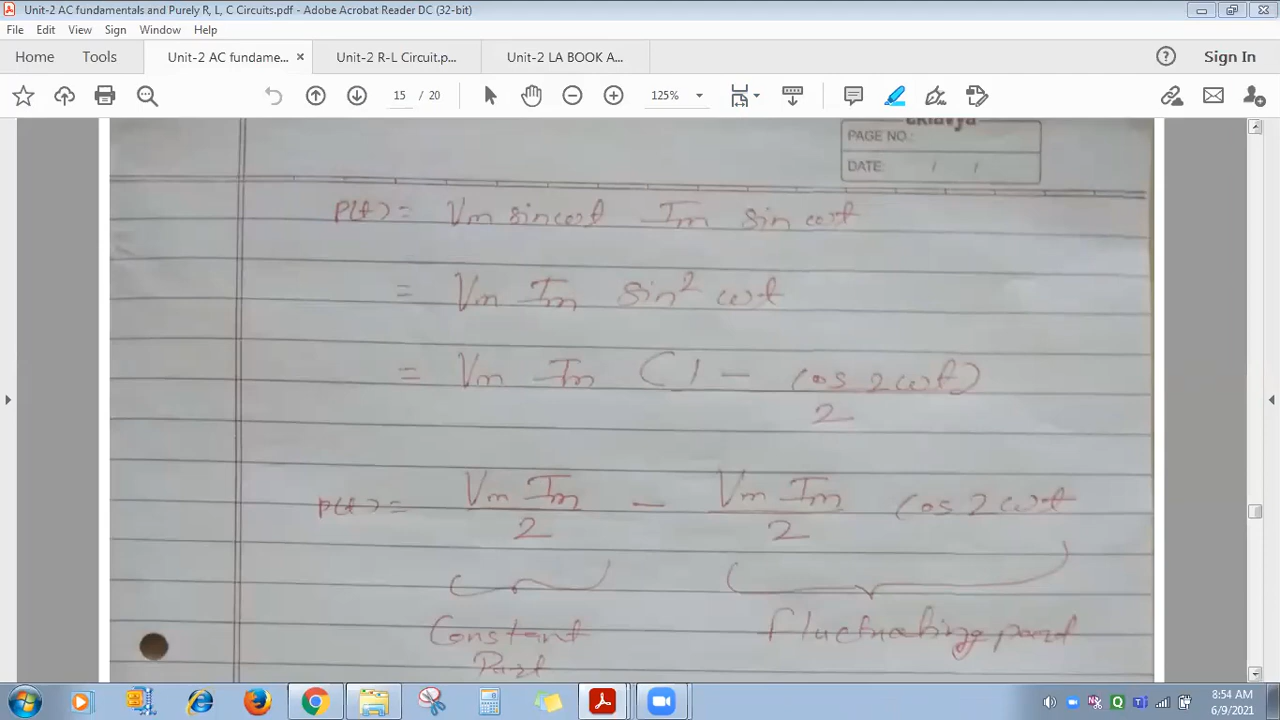 Unit-2 AC fundamentals and Purely R, L, C Circuits.pdf - Adobe Acrobat Reader DC (32-bit)
File Edit View Sign Window Help
Home Tools Unit-2 AC fundame... × Unit-2 R-L Circuit.p... Unit-2 LA BOOK A... Sign In
15 / 20 125%
PAGE NO.:
DATE: / /
P(t) = Vm sinωt Im sin ωt
= Vm Im sin² ωt
= Vm Im (1 - cos 2ωt)
2
p(t) = Vm Im - Vm Im cos 2ωt
2 2
Constant fluctuating part
Part
8:54 AM
6/9/2021